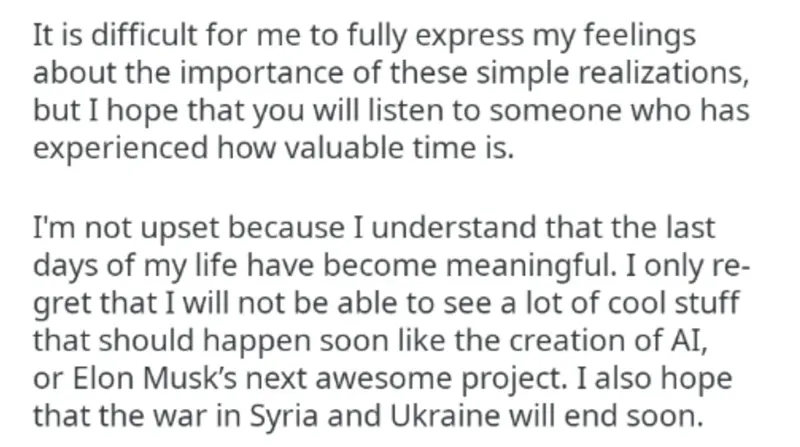 It is difficult for me to fully express my feelings
about the importance of these simple realizations,
but I hope that you will listen to someone who has
experienced how valuable time is.
I'm not upset because I understand that the last
days of my life have become meaningful. I only re-
gret that I will not be able to see a lot of cool stuff
that should happen soon like the creation of AI,
or Elon Musk’s next awesome project. I also hope
that the war in Syria and Ukraine will end soon.